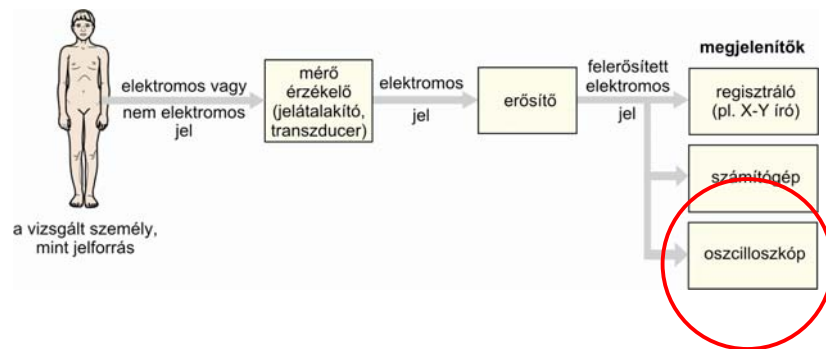 a vizsgált személy,
mint jelforrás
elektromos vagy
nem elektromos
jel
mérő
érzékelő
(jelátalakító,
transzducer)
elektromos
jel
erősítő
felerősített
elektromos
jel
megjelenítők
regisztráló
(pl. X-Y író)
számítógép
oszcilloszkóp